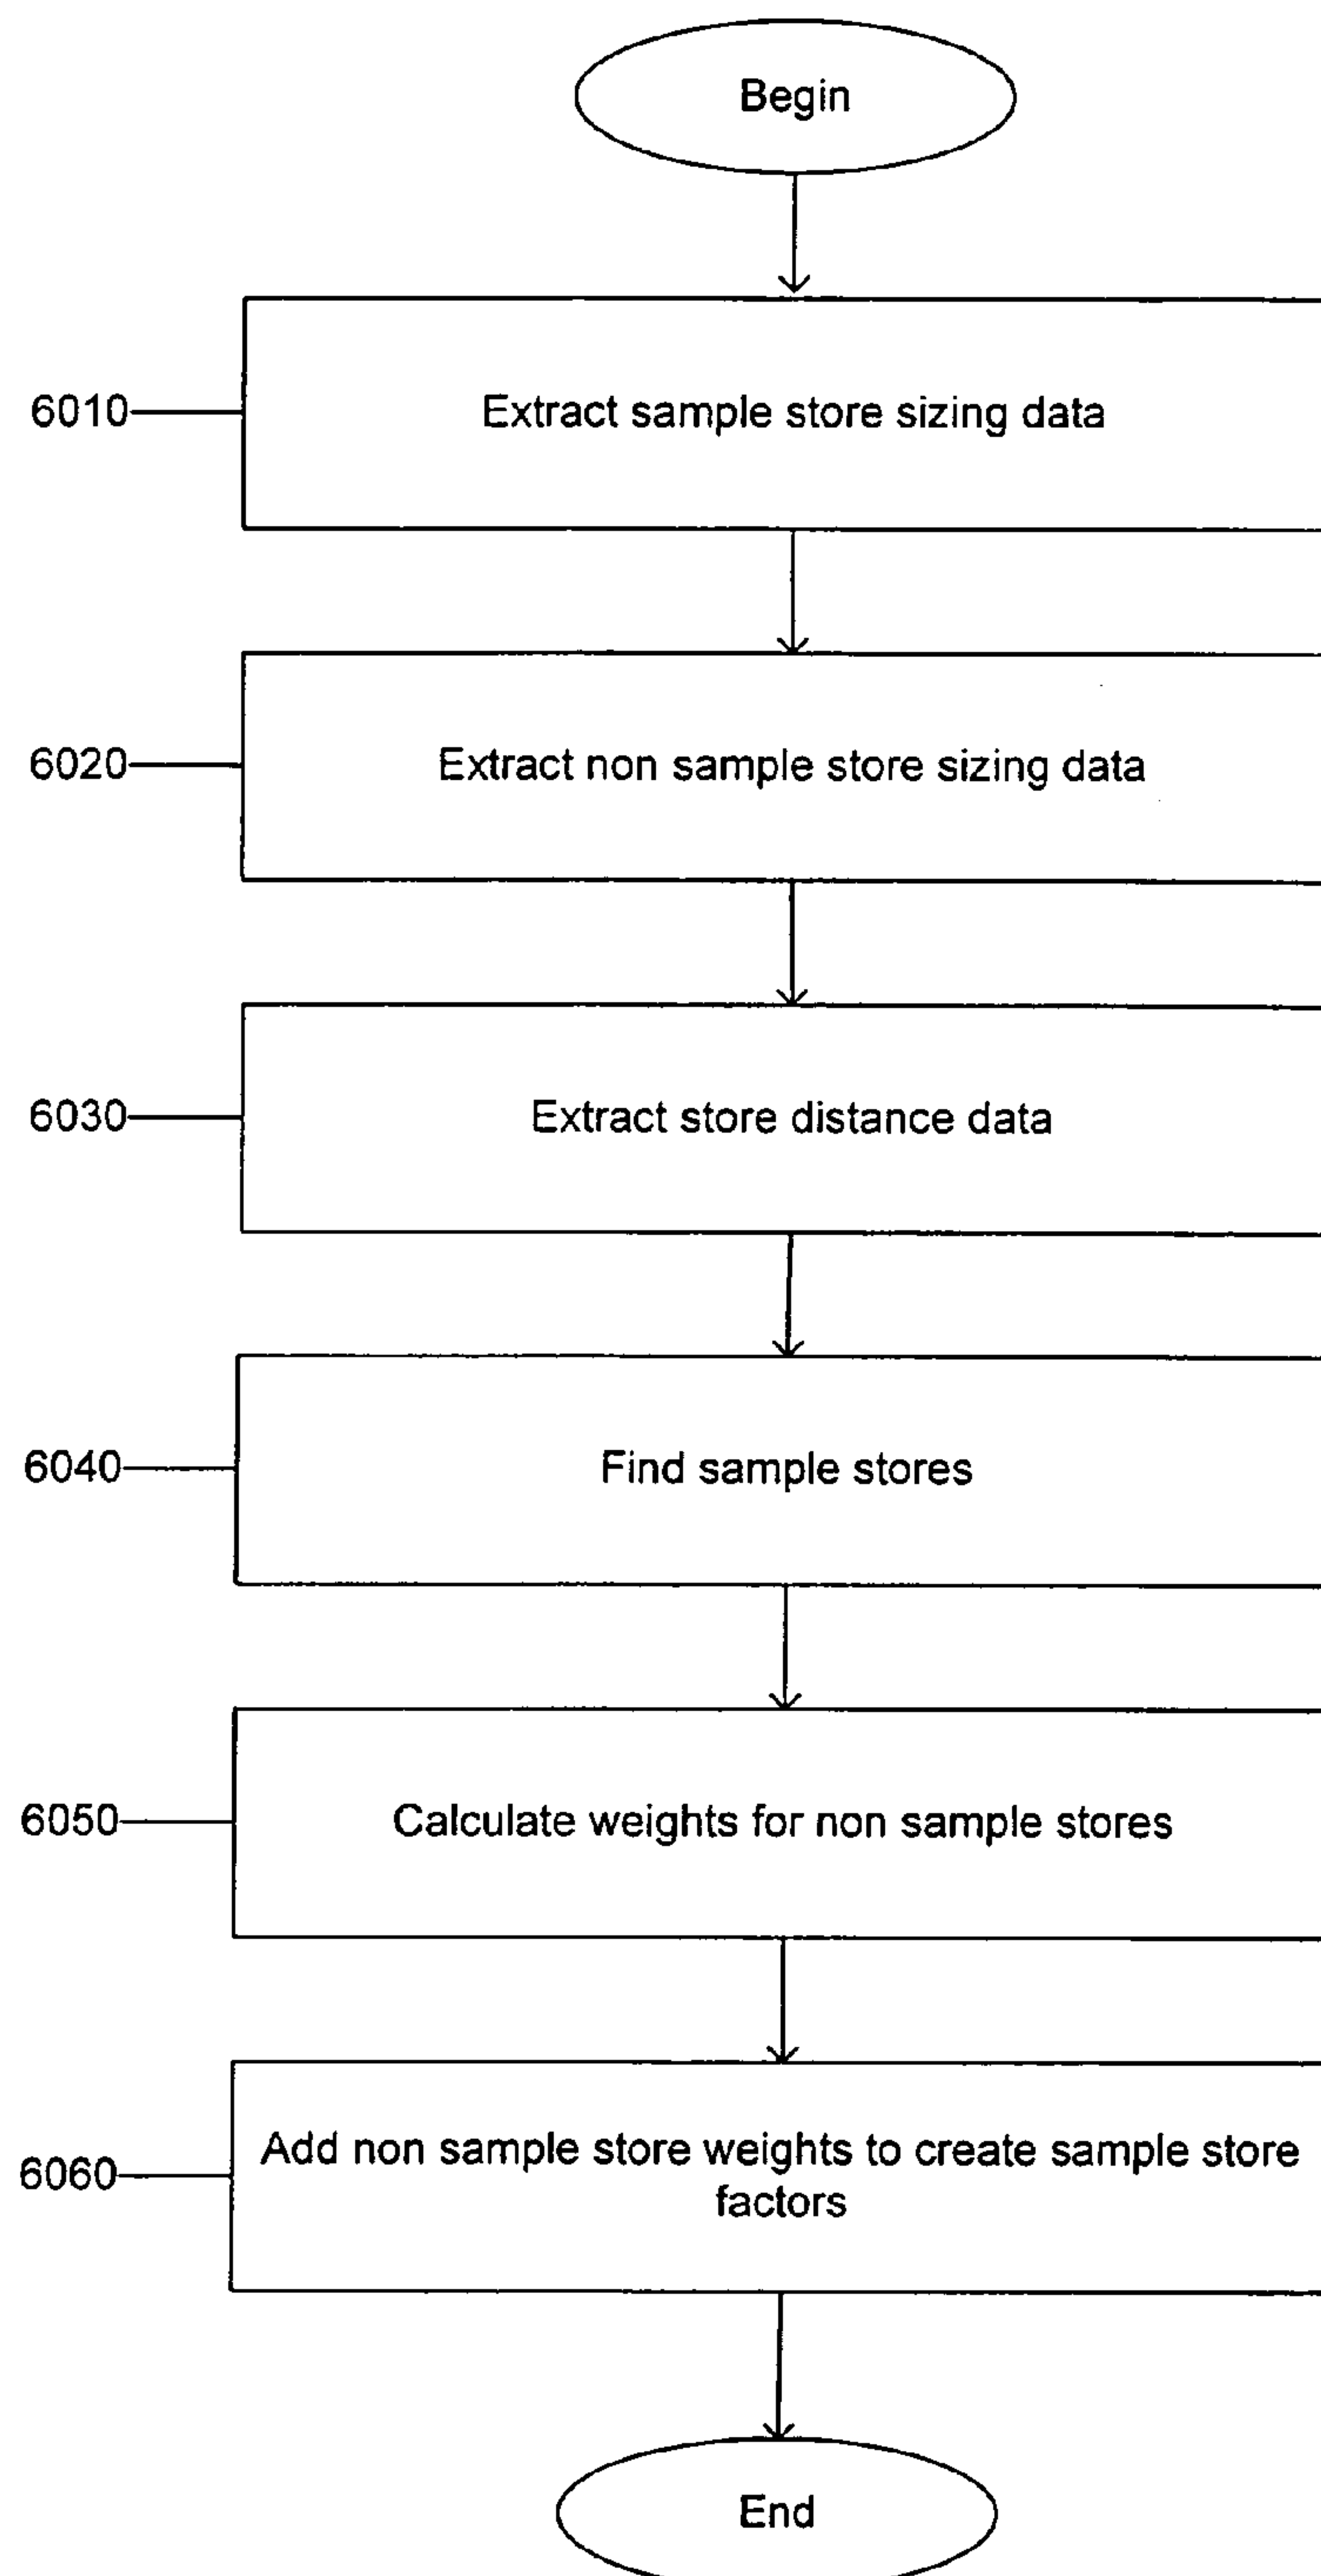 Begin
6010
Extract sample store sizing data
6020
Extract non sample store sizing data
6030
Extract store distance data
6040
Find sample stores
6050
Calculate weights for non sample stores
6060
Add non sample store weights to create sample store
factors
End